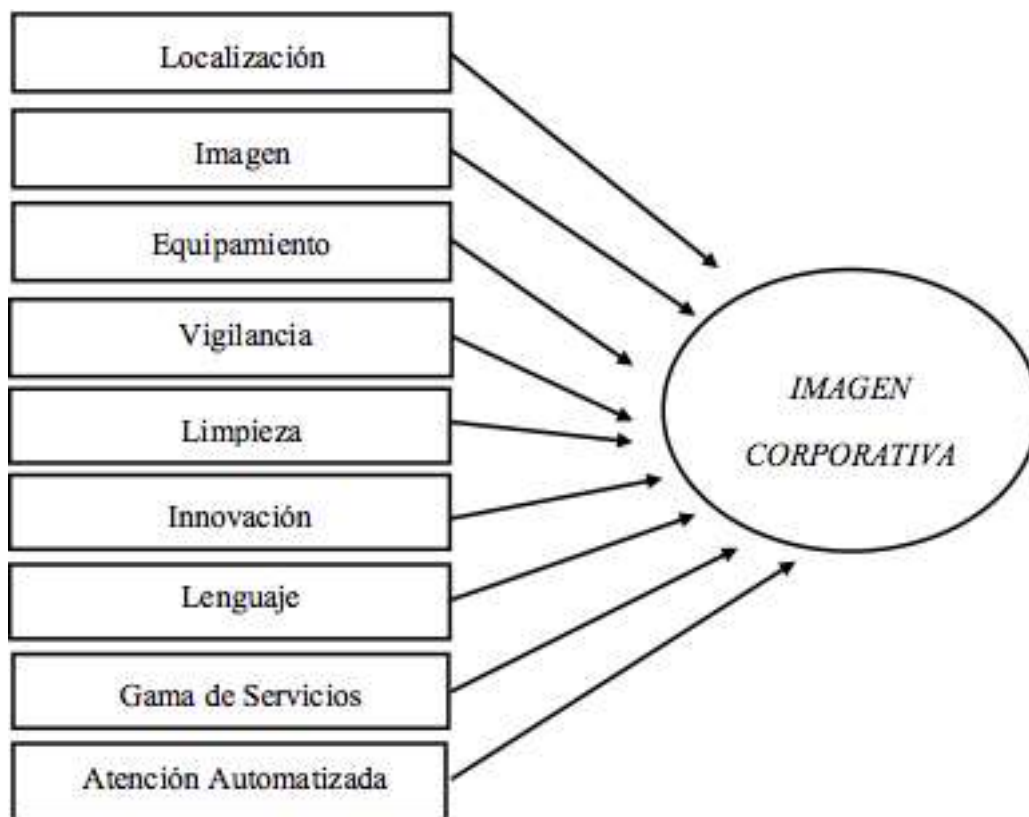 Localización
Imagen
Equipamiento
Vigilancia
Limpieza
Innovación
Lenguaje
Gama de Servicios
Atención Automatizada
IMAGEN
CORPORATIVA